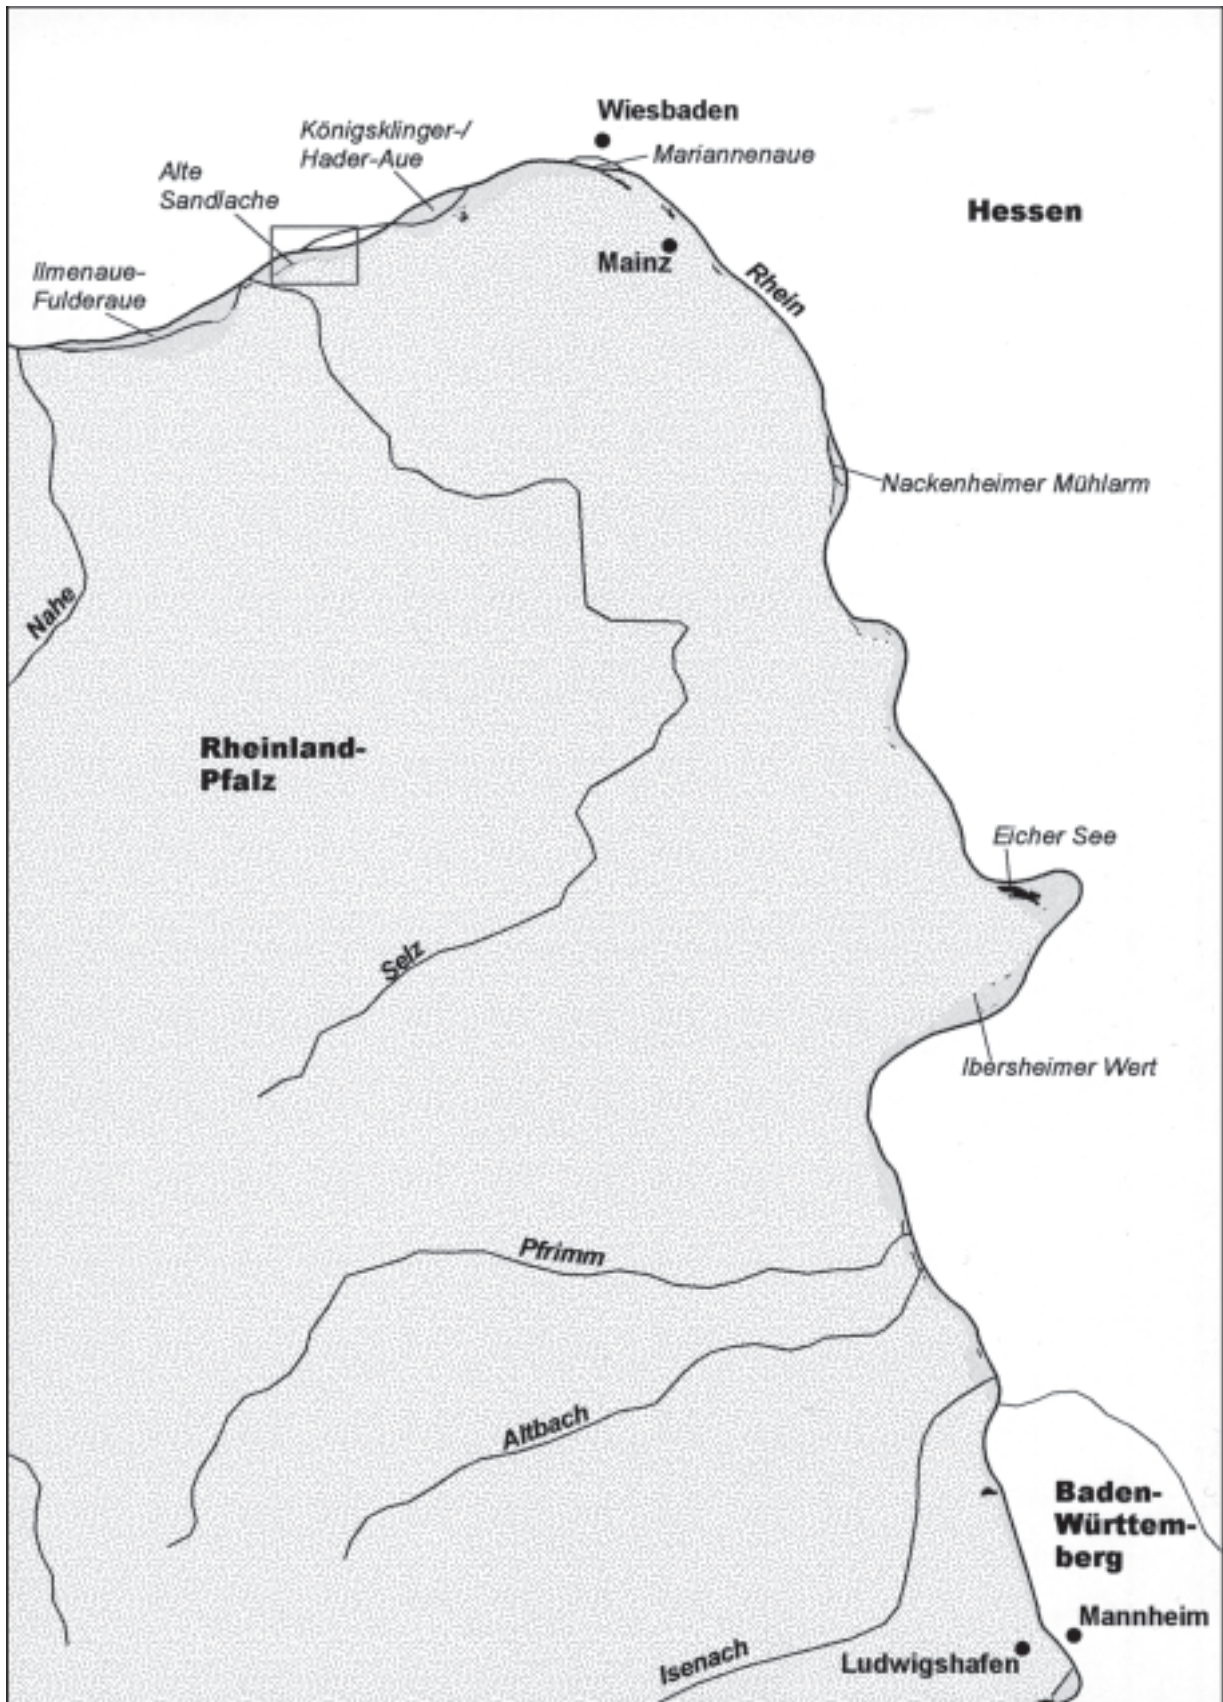 Wiesbaden
Königsklinger-/
Hader-Aue
Mariannenaue
Alte
Sandlache
Hessen
Mainz
Rhein
Ilmenaue-
Fulderaue
Nackenheimer Mühlarm
Nahe
Rheinland-
Pfalz
Eicher See
Selz
Ibersheimer Wert
Pfrimm
Altbach
Baden-
Württem-
berg
Mannheim
Isenach
Ludwigshafen